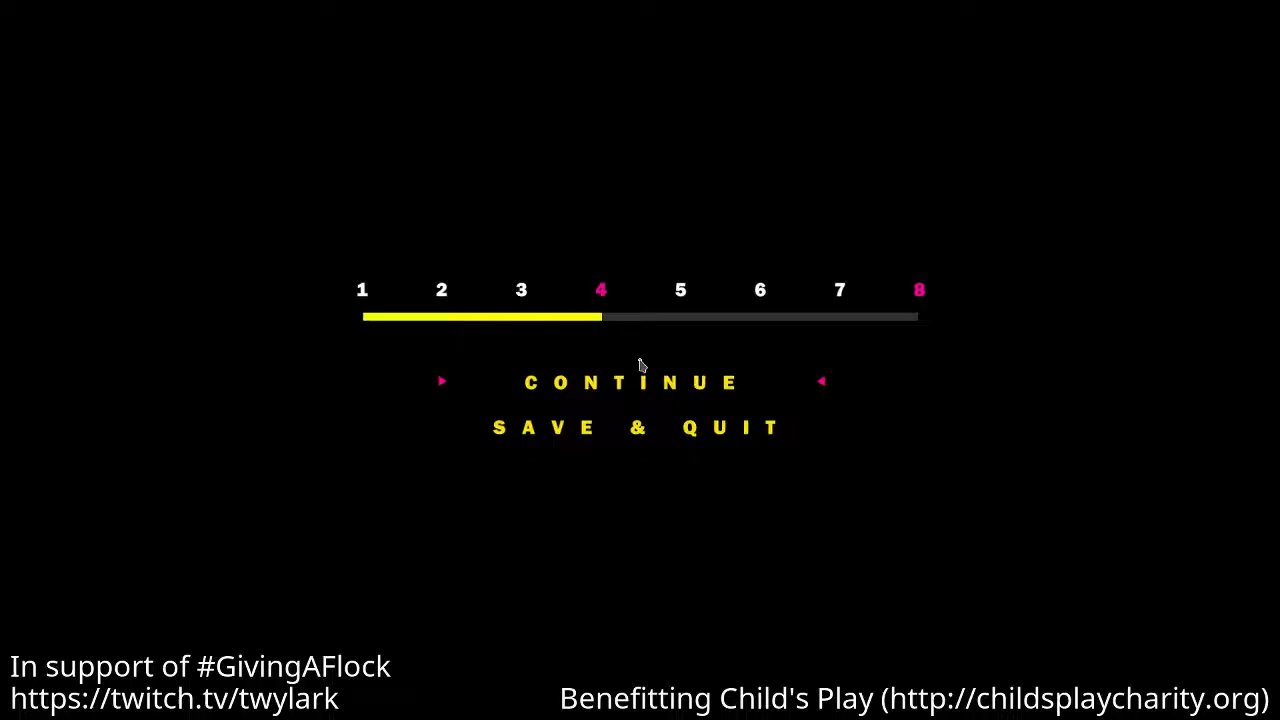 1 2 3 4 5 6 7 8
CONTINUE
SAVE & QUIT
In support of #GivingAFlock
https://twitch.tv/twylark
Benefitting Child's Play (http://childsplaycharity.org)